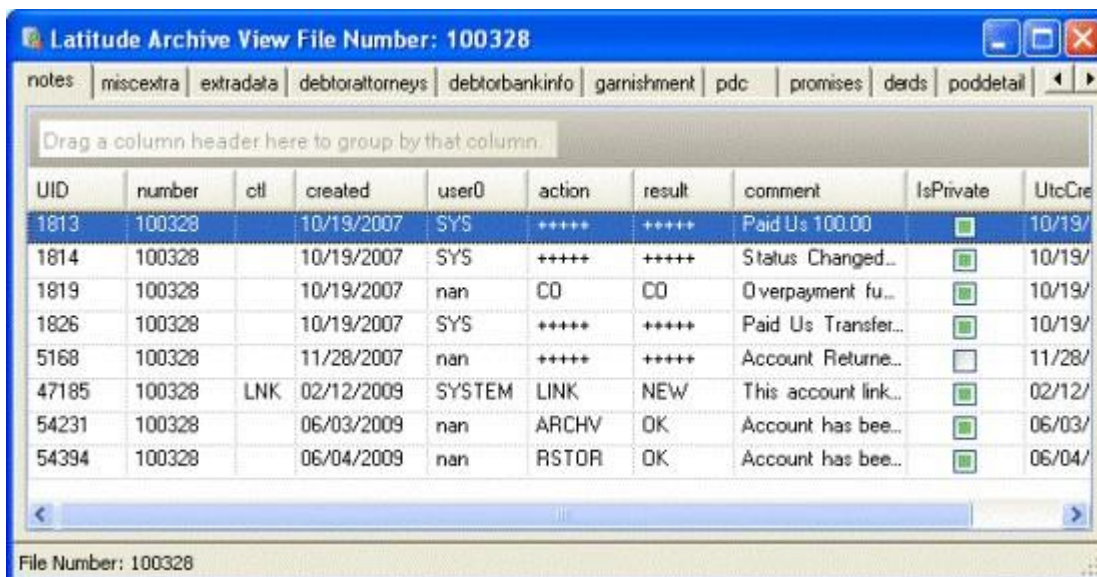 Latitude Archive View File Number: 100328
notes miscextra extradata debtorattorneys debtorbankinfo garnishment pdc promises deids poddetail
Drag a column header here to group by that column.
UID number ctl created user0 action result comment IsPrivate UtcCre
1813 100328 10/19/2007 SYS +++++ +++++ Paid Us 100.00 10/19/
1814 100328 10/19/2007 SYS +++++ +++++ Status Changed... 10/19/
1819 100328 10/19/2007 nan CO CO Overpayment fu... 10/19/
1826 100328 10/19/2007 SYS +++++ +++++ Paid Us Transfer... 10/19/
5168 100328 11/28/2007 nan +++++ +++++ Account Returne... 11/28/
47185 100328 LNK 02/12/2009 SYSTEM LINK NEW This account link... 02/12/
54231 100328 06/03/2009 nan ARCHV OK Account has bee... 06/03/
54394 100328 06/04/2009 nan RSTOR OK Account has bee... 06/04/
File Number: 100328